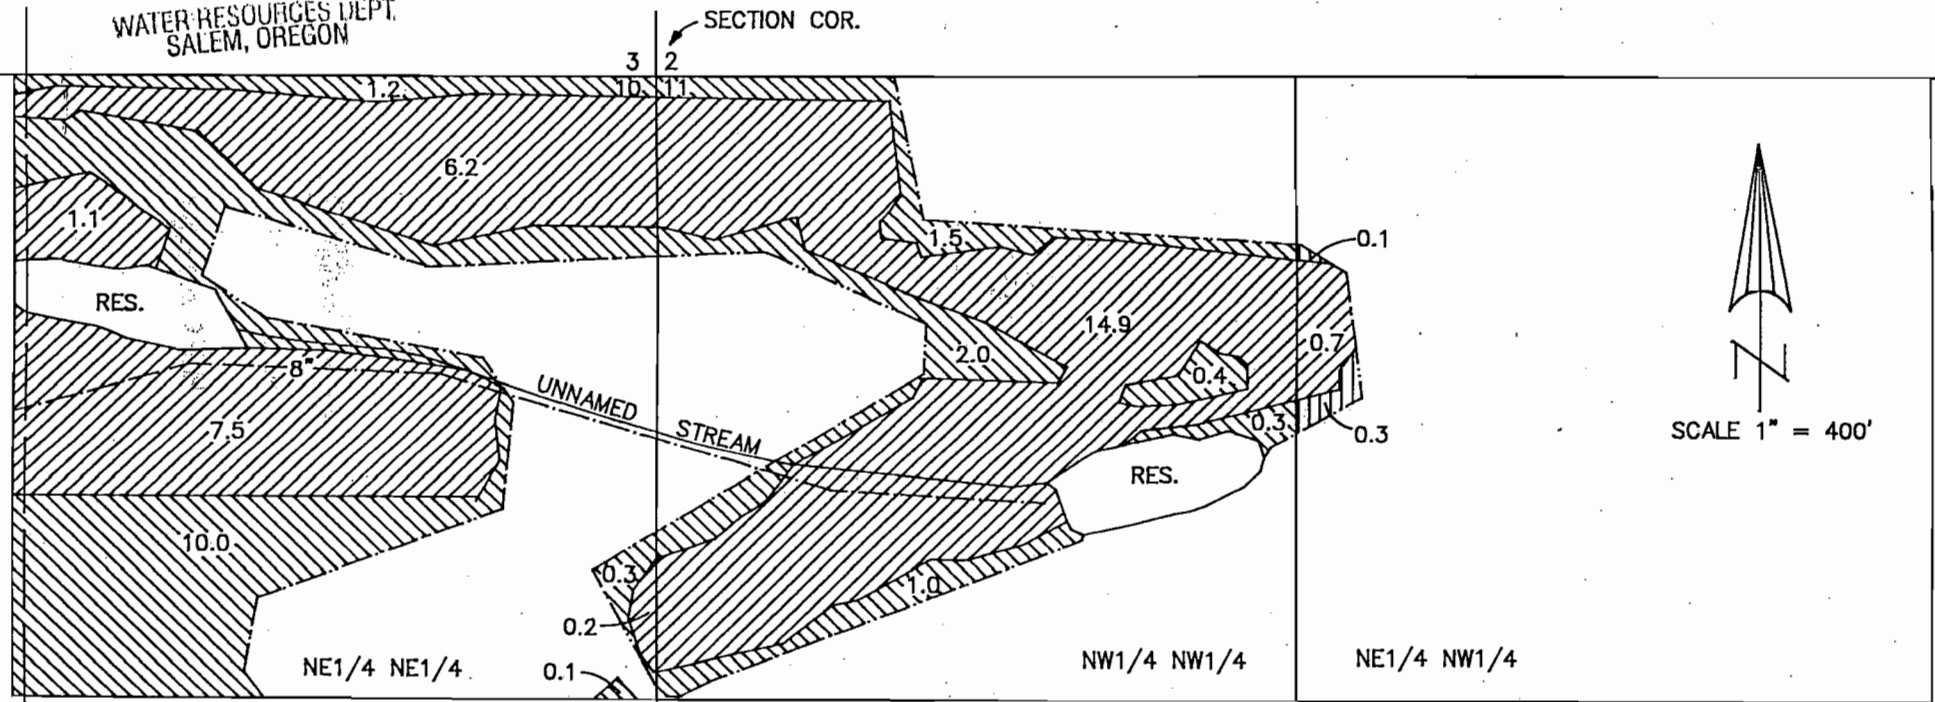 WATER RESOURCES DEPT.
SALEM, OREGON
SECTION COR.
3 2
10 11
1.2
6.2
1.1
1.5
0.1
RES.
14.9
0.7
2.0
8"
0.4
UNNAMED STREAM
0.3
0.3
7.5
RES.
SCALE 1" = 400'
10.0
0.3
1.0
0.2
0.1
NE1/4 NE1/4
NW1/4 NW1/4
NE1/4 NW1/4
N